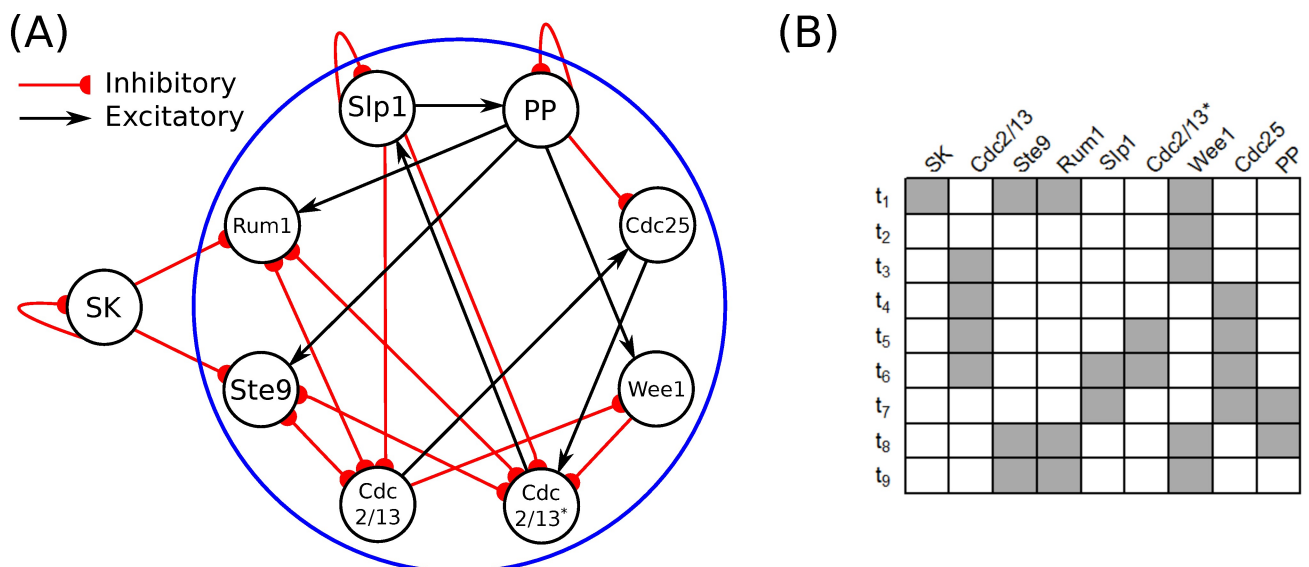 (A)
(B)
Inhibitory
Excitatory
Slp1
PP
Rum1
Cdc25
SK
Ste9
Wee1
Cdc
2/13
Cdc
2/13*
SK
Cdc2/13
Ste9
Rum1
Slp1
Cdc2/13*
Wee1
Cdc25
PP
t1
t2
t3
t4
t5
t6
t7
t8
t9